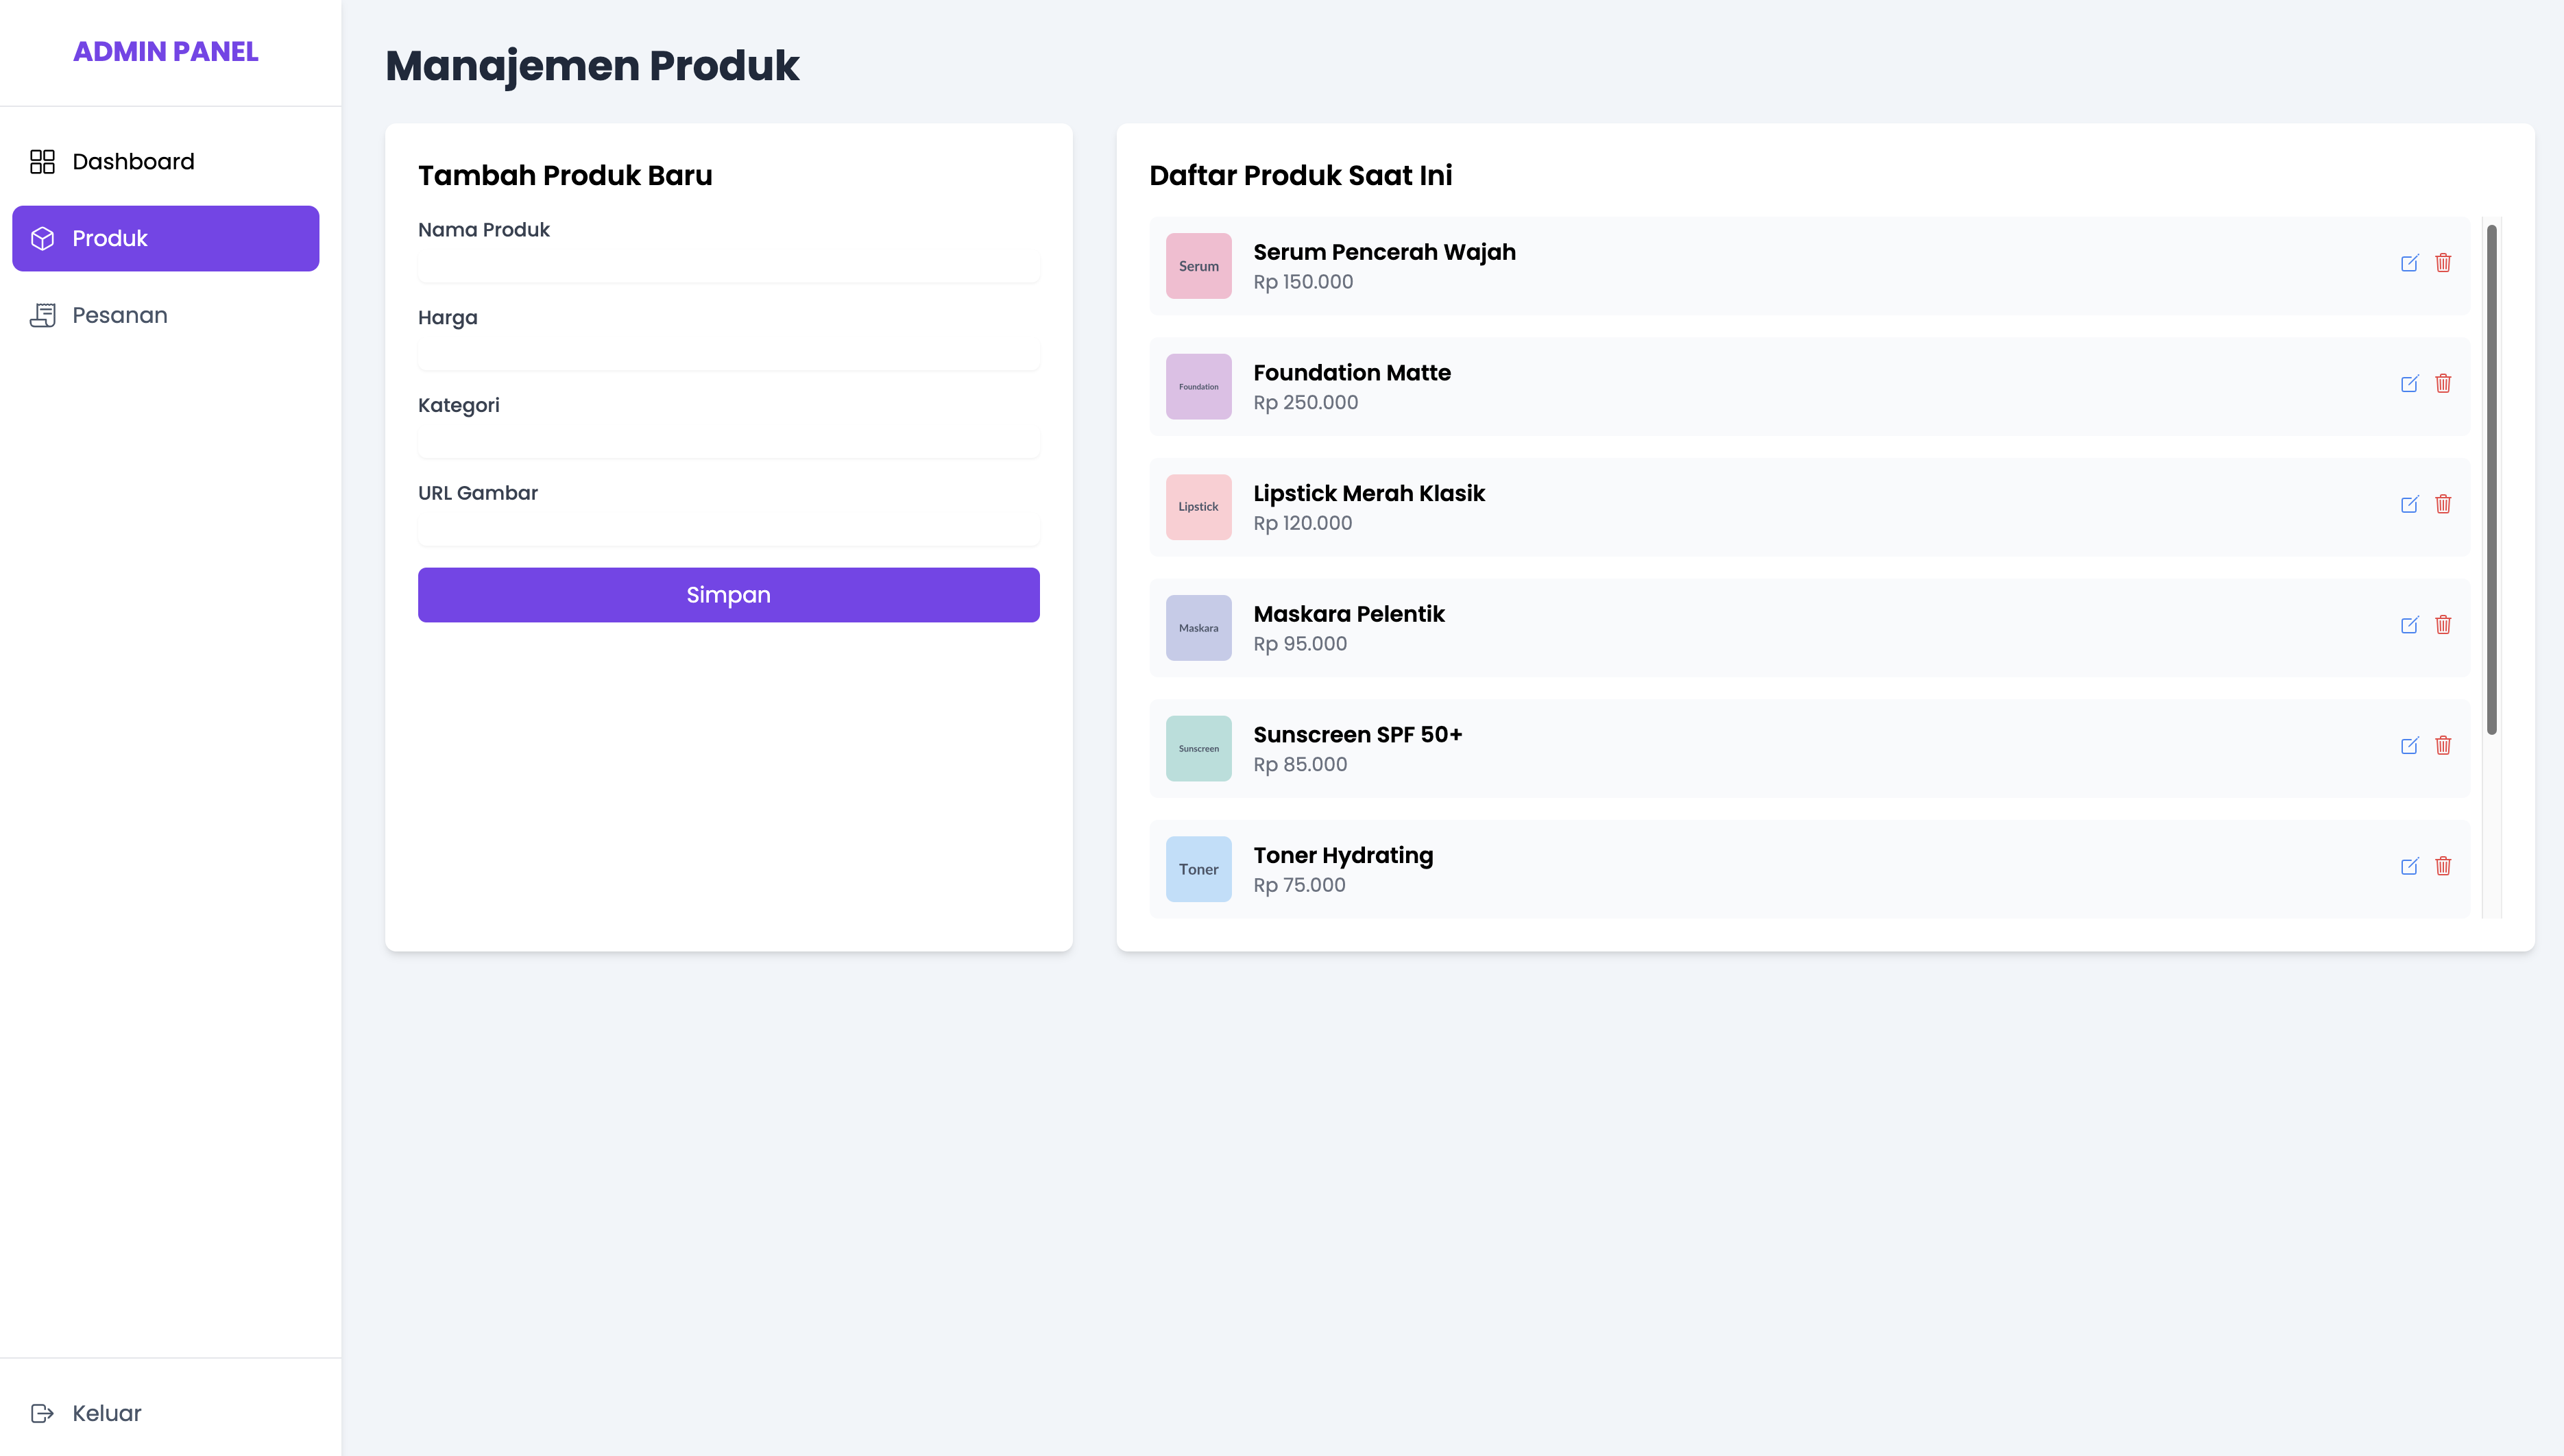 ADMIN PANEL
Dashboard
Produk
Pesanan
Keluar
Manajemen Produk
Tambah Produk Baru
Nama Produk
Harga
Kategori
URL Gambar
Simpan
Daftar Produk Saat Ini
Serum
Serum Pencerah Wajah
Rp 150.000
Foundation
Foundation Matte
Rp 250.000
Lipstick
Lipstick Merah Klasik
Rp 120.000
Maskara
Maskara Pelentik
Rp 95.000
Sunscreen
Sunscreen SPF 50+
Rp 85.000
Toner
Toner Hydrating
Rp 75.000